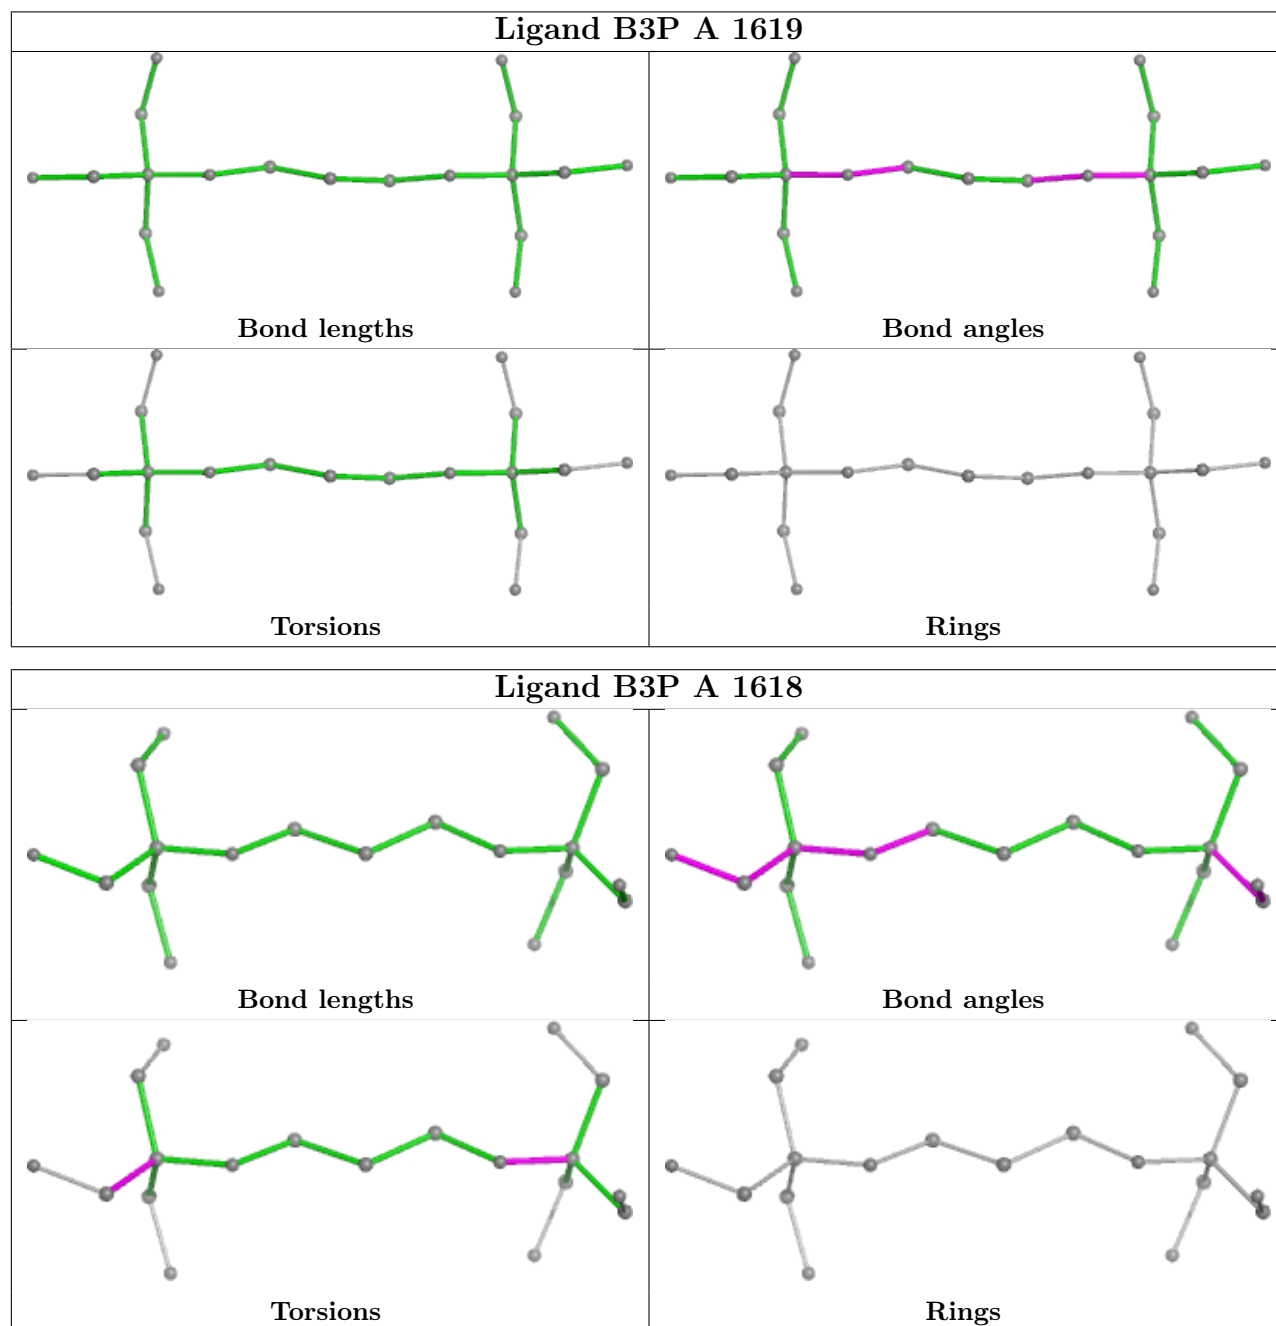 Ligand B3P A 1619
Bond lengths
Bond angles
Torsions
Rings
Ligand B3P A 1618
Bond lengths
Bond angles
Torsions
Rings